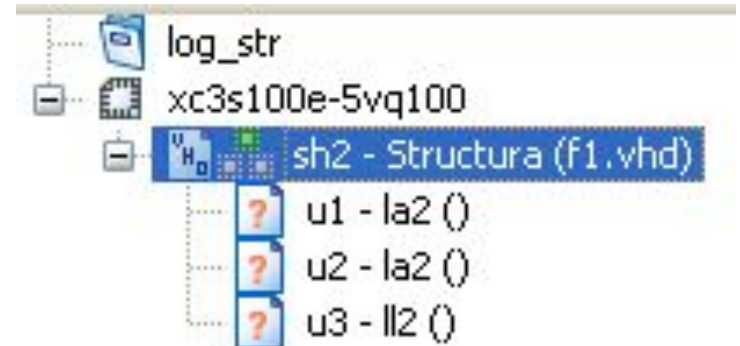 log_str
xc3s100e-5vq100
sh2 - Structura (f1.vhd)
u1 - la2 ()
u2 - la2 ()
u3 - ll2 ()